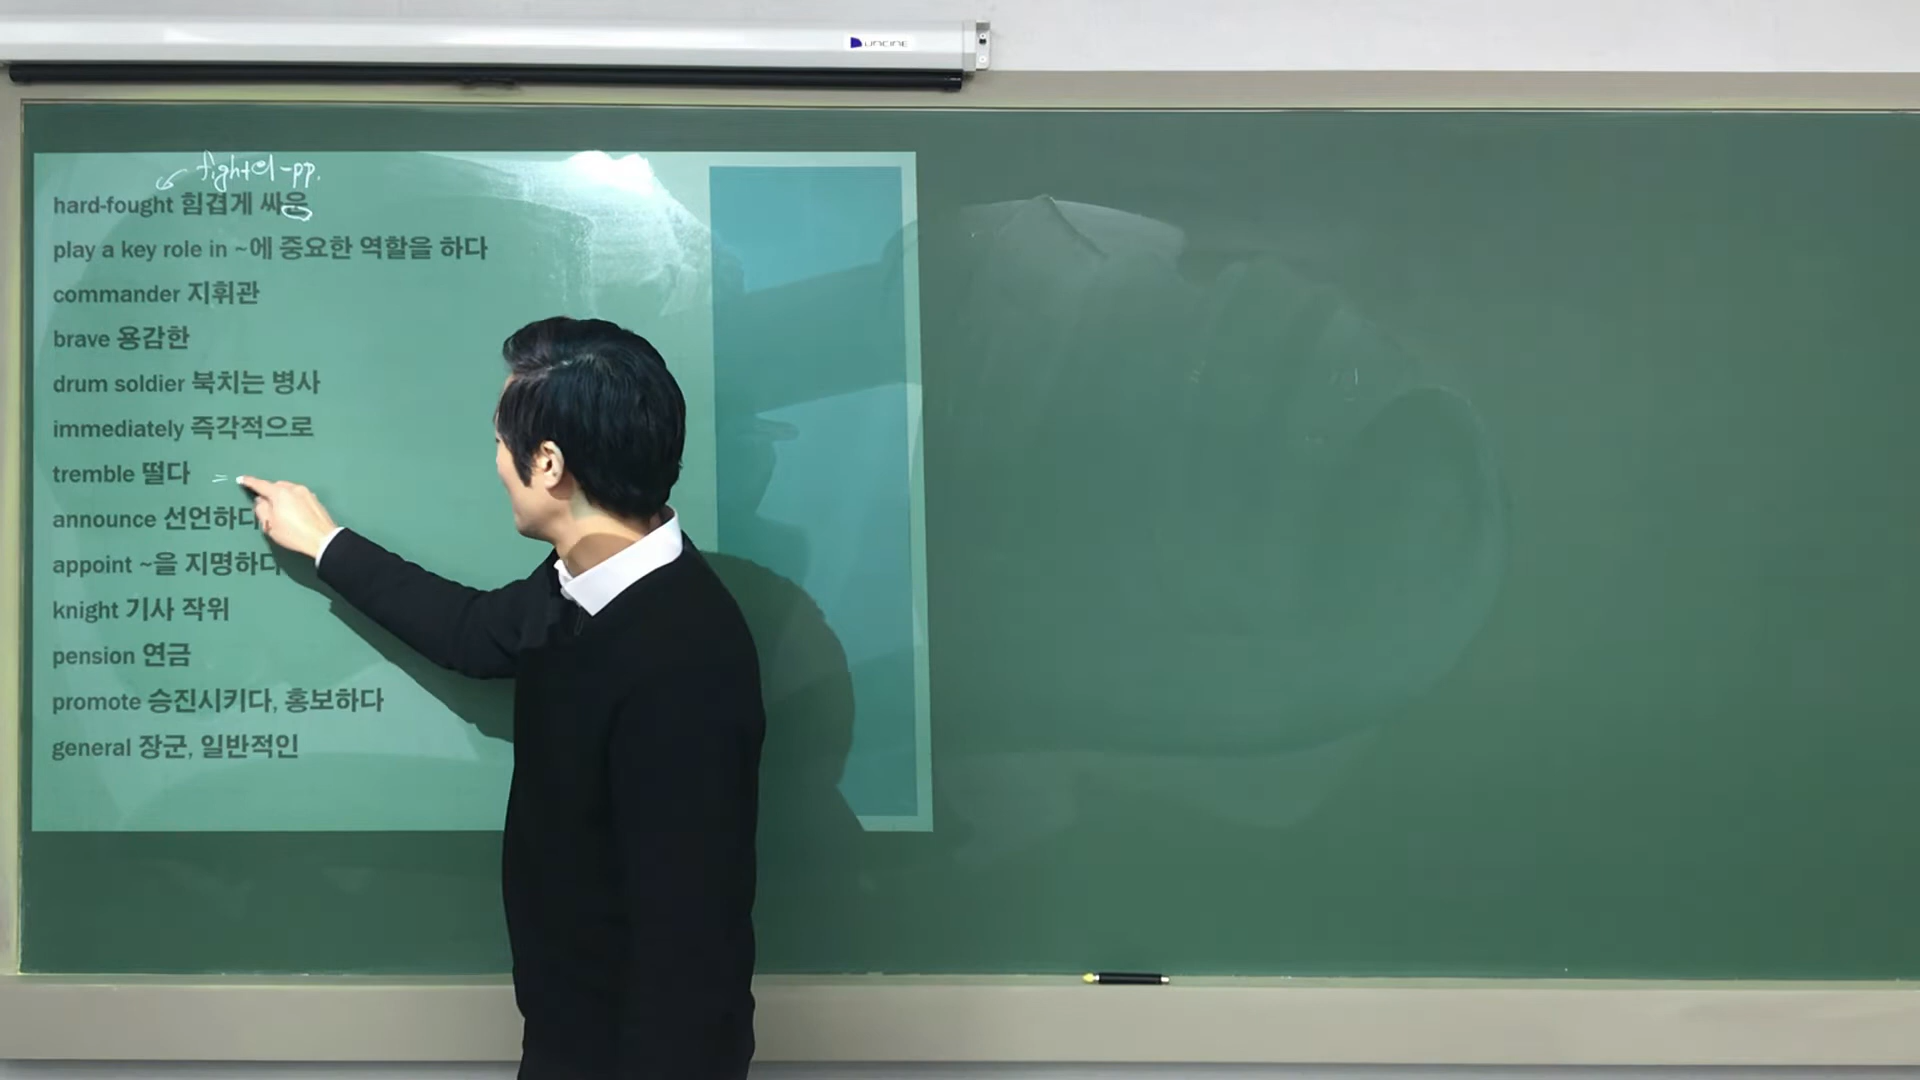 UNCINE
fight의 -pp.
hard-fought 힘겹게 싸운
play a key role in ~에 중요한 역할을 하다
commander 지휘관
brave 용감한
drum soldier 북치는 병사
immediately 즉각적으로
tremble 떨다 =
announce 선언하다
appoint ~을 지명하다
knight 기사 작위
pension 연금
promote 승진시키다, 홍보하다
general 장군, 일반적인